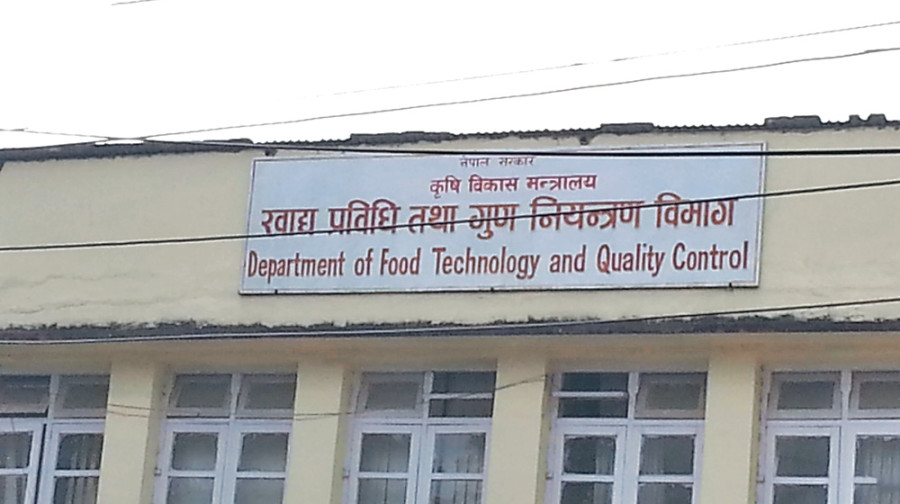 नेपाल सरकार
कृषि विकास मन्त्रालय
खाद्य प्रविधि तथा गुण नियन्त्रण विभाग
Department of Food Technology and Quality Control